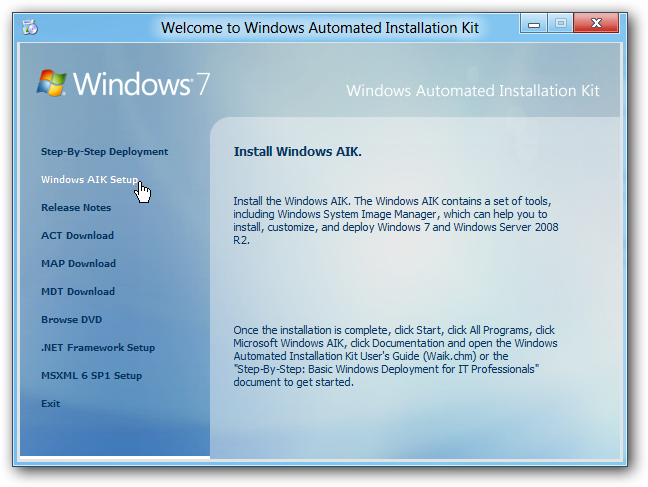 Welcome to Windows Automated Installation Kit
Windows 7
Windows Automated Installation Kit
Step-By-Step Deployment
Windows AIK Setup
Release Notes
ACT Download
MAP Download
MDT Download
Browse DVD
.NET Framework Setup
MSXML 6 SP1 Setup
Exit
Install Windows AIK.
Install the Windows AIK. The Windows AIK contains a set of tools,
including Windows System Image Manager, which can help you to
install, customize, and deploy Windows 7 and Windows Server 2008
R2.
Once the installation is complete, click Start, click All Programs, click
Microsoft Windows AIK, click Documentation and open the Windows
Automated Installation Kit User's Guide (Waik.chm) or the
"Step-By-Step: Basic Windows Deployment for IT Professionals"
document to get started.